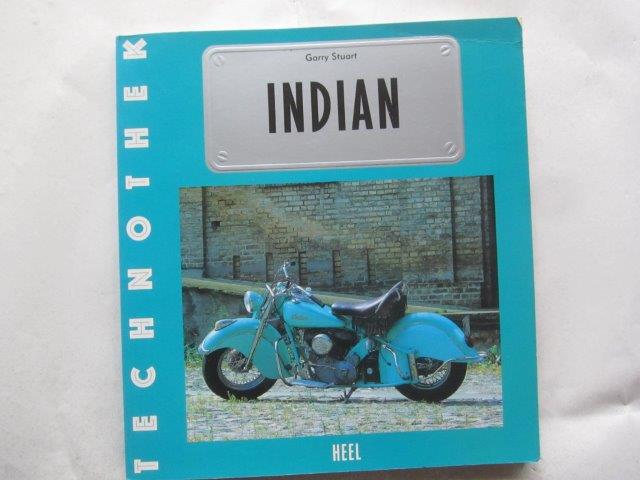 Garry Stuart
INDIAN
TECHNOTHEK
HEEL